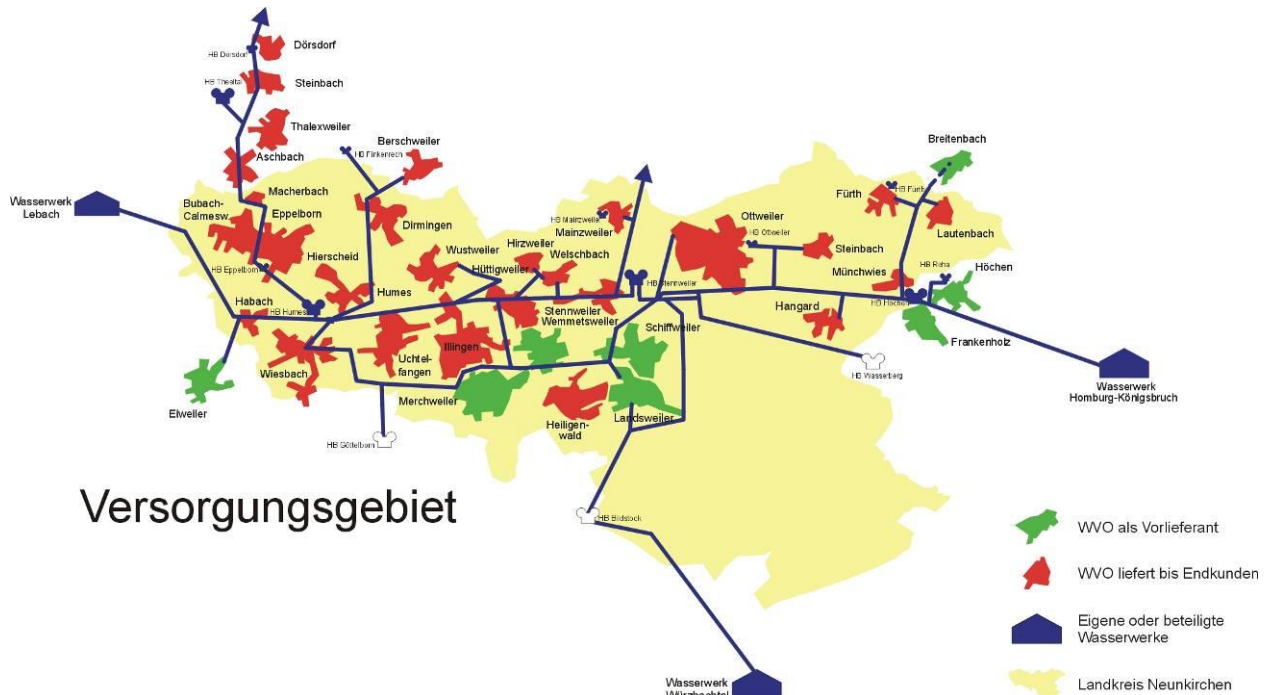 Dörsdorf
HB Dorsdorf
Steinbach
HB Thealtal
Thalexweiler
Aschbach
Berschweiler
HB Finkenrech
Breitenbach
Wasserwerk
Lebach
Macherbach
Bubach-
Calmesw.
Eppelborn
Dirmingen
Fürth
HB Fürth
Lautenbach
HB Mainzweiler
Mainzweiler
Ottweiler
HB Ottweiler
Steinbach
Hierscheid
Wustweiler
Hirzweiler
Welschbach
Hüttigweiler
HB Eppelborn
Münchwies
HB Reha
Höchen
Habach
HB Humes
Humes
HB Stennweiler
HB Höchen
Stennweiler
Wemmetsweiler
Schiffweiler
Hangard
Frankenholz
Illingen
Uchtel-
fangen
Wiesbach
HB Wasserberg
Wasserwerk
Homburg-Königsbruch
Eiweiler
Merchweiler
Heiligen-
wald
Landsweiler
HB Göttelborn
Versorgungsgebiet
HB Bildstock
WVO als Vorlieferant
WVO liefert bis Endkunden
Eigene oder beteiligte
Wasserwerke
Landkreis Neunkirchen
Wasserwerk